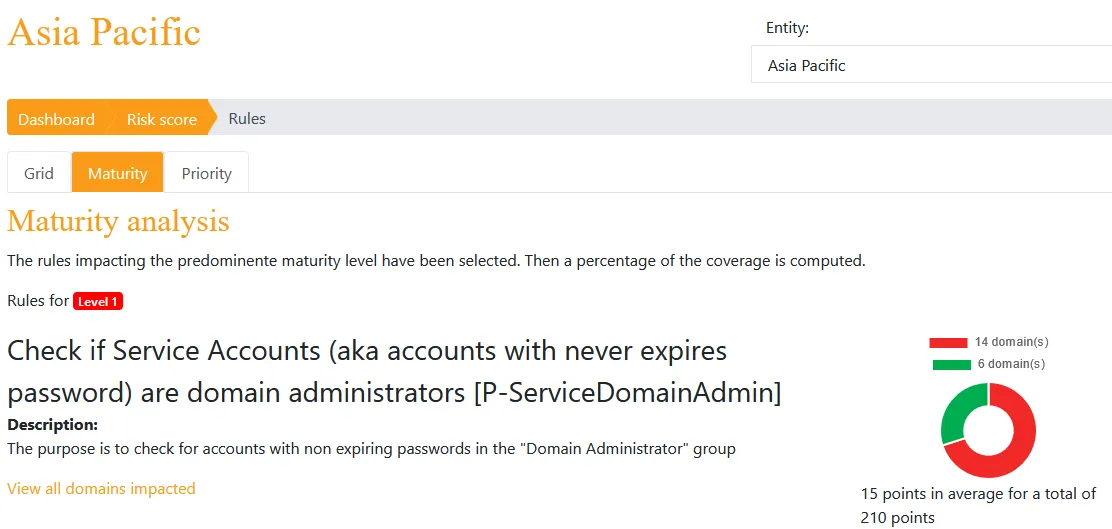 Asia Pacific
Entity:
Asia Pacific
Dashboard Risk score Rules
Grid Maturity Priority
Maturity analysis
The rules impacting the predominente maturity level have been selected. Then a percentage of the coverage is computed.
Rules for Level 1
Check if Service Accounts (aka accounts with never expires
password) are domain administrators [P-ServiceDomainAdmin]
Description:
The purpose is to check for accounts with non expiring passwords in the "Domain Administrator" group
View all domains impacted
14 domain(s)
6 domain(s)
15 points in average for a total of
210 points